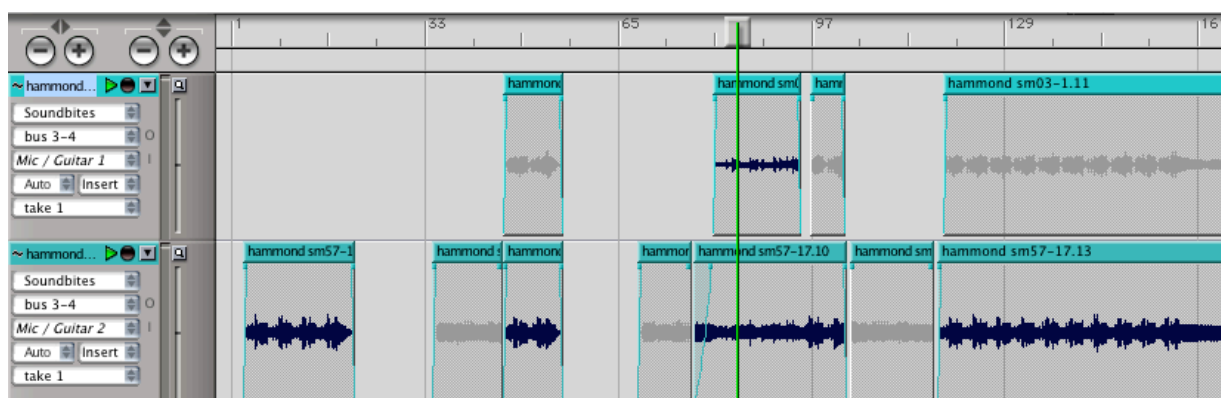 1 33 65 97 129 16
~ hammond... hammond hammond sm0 hamm hammond sm03-1.11
Soundbites
bus 3-4 O
Mic / Guitar 1 I
Auto Insert
take 1
~ hammond... hammond sm57-1 hammond s hammond hammor hammond sm57-17.10 hammond sm hammond sm57-17.13
Soundbites
bus 3-4 O
Mic / Guitar 2 I
Auto Insert
take 1